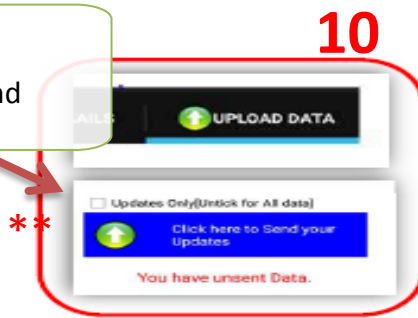 10
nd
AILS
UPLOAD DATA
Updates Only(Untick for All data)
**
Click here to Send your
Updates
You have unsent Data.